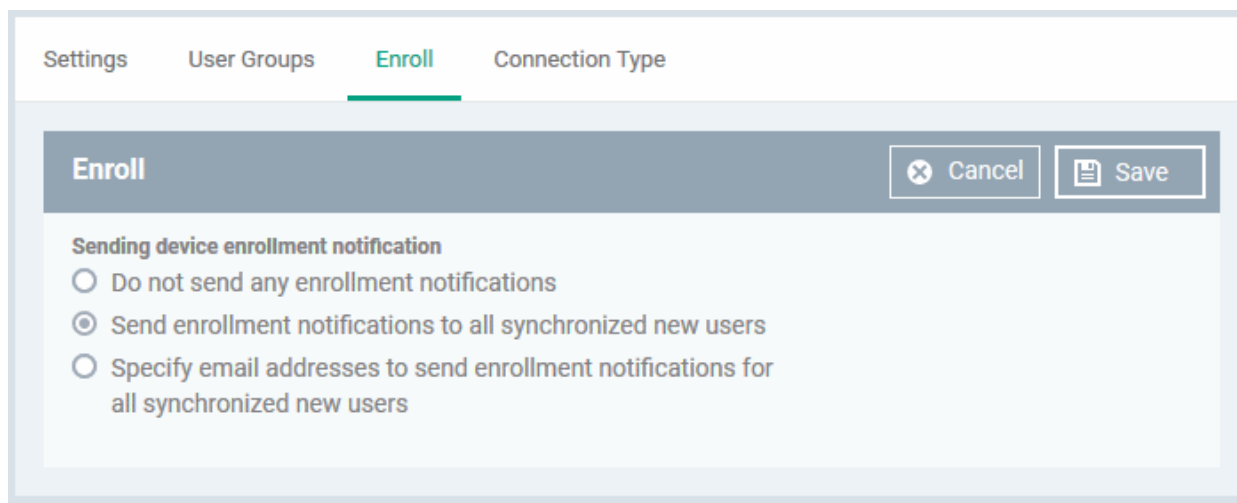 Settings User Groups Enroll Connection Type
Enroll Cancel Save
Sending device enrollment notification
Do not send any enrollment notifications
Send enrollment notifications to all synchronized new users
Specify email addresses to send enrollment notifications for
all synchronized new users